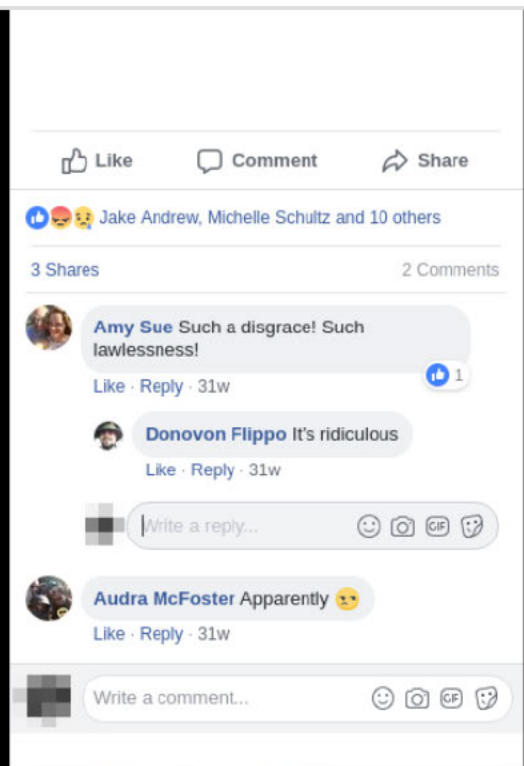 Like Comment Share
Jake Andrew, Michelle Schultz and 10 others
3 Shares 2 Comments
Amy Sue Such a disgrace! Such
lawlessness!
1
Like · Reply · 31w
Donovon Flippo It's ridiculous
Like · Reply · 31w
Write a reply...
GIF
Audra McFoster Apparently
Like · Reply · 31w
Write a comment...
GIF